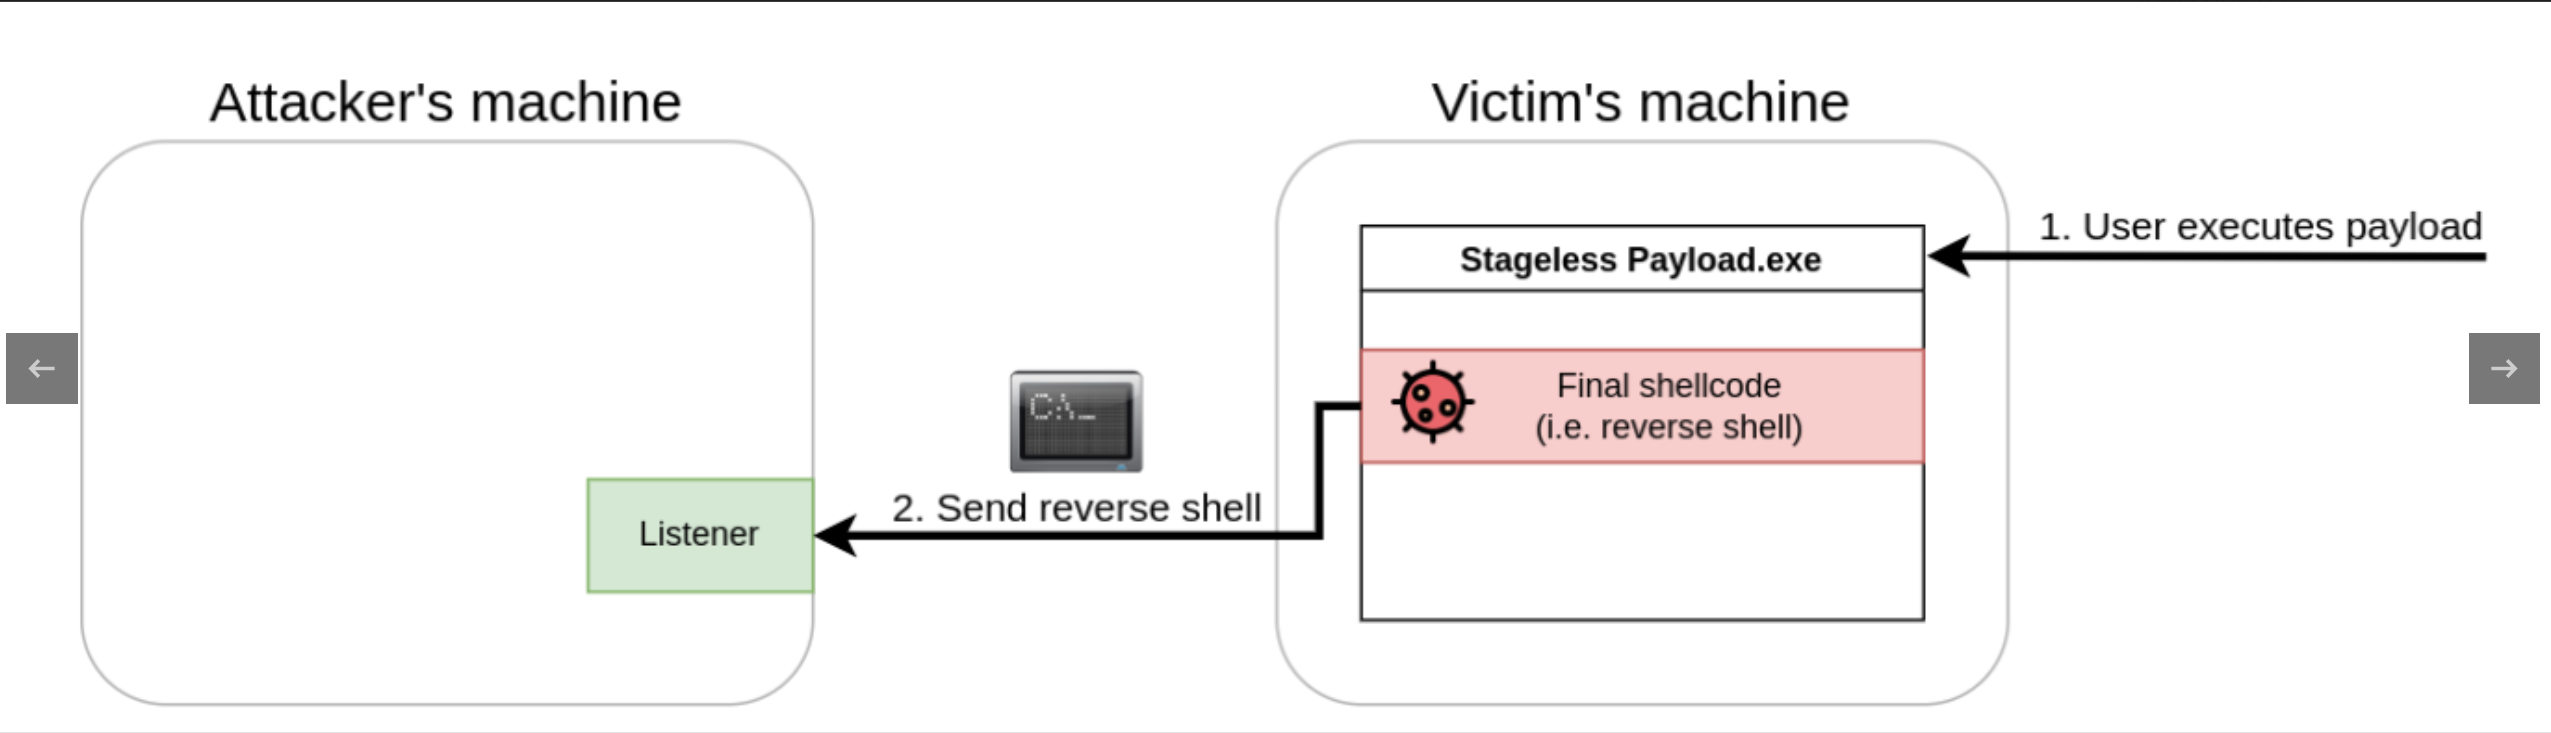 Attacker's machine
Victim's machine
1. User executes payload
Stageless Payload.exe
Final shellcode
(i.e. reverse shell)
C:\_
2. Send reverse shell
Listener